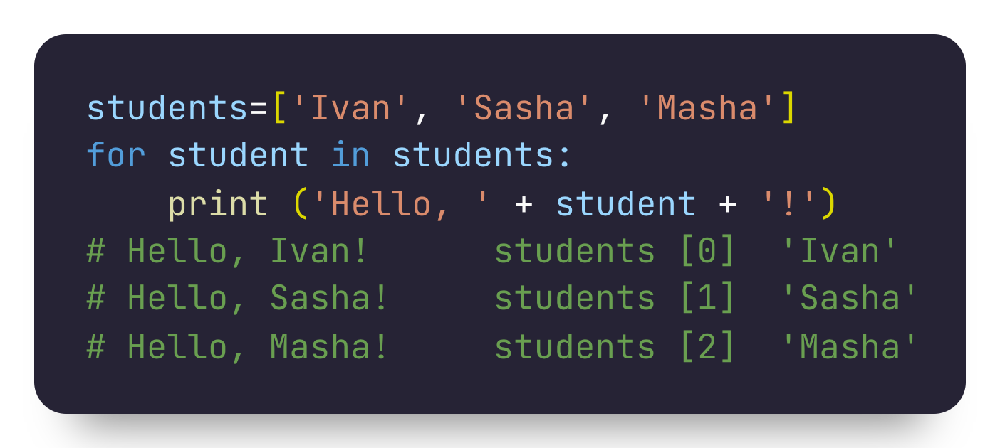 students=['Ivan', 'Sasha', 'Masha']
for student in students:
    print ('Hello, ' + student + '!')
# Hello, Ivan!      students [0]  'Ivan'
# Hello, Sasha!     students [1]  'Sasha'
# Hello, Masha!     students [2]  'Masha'